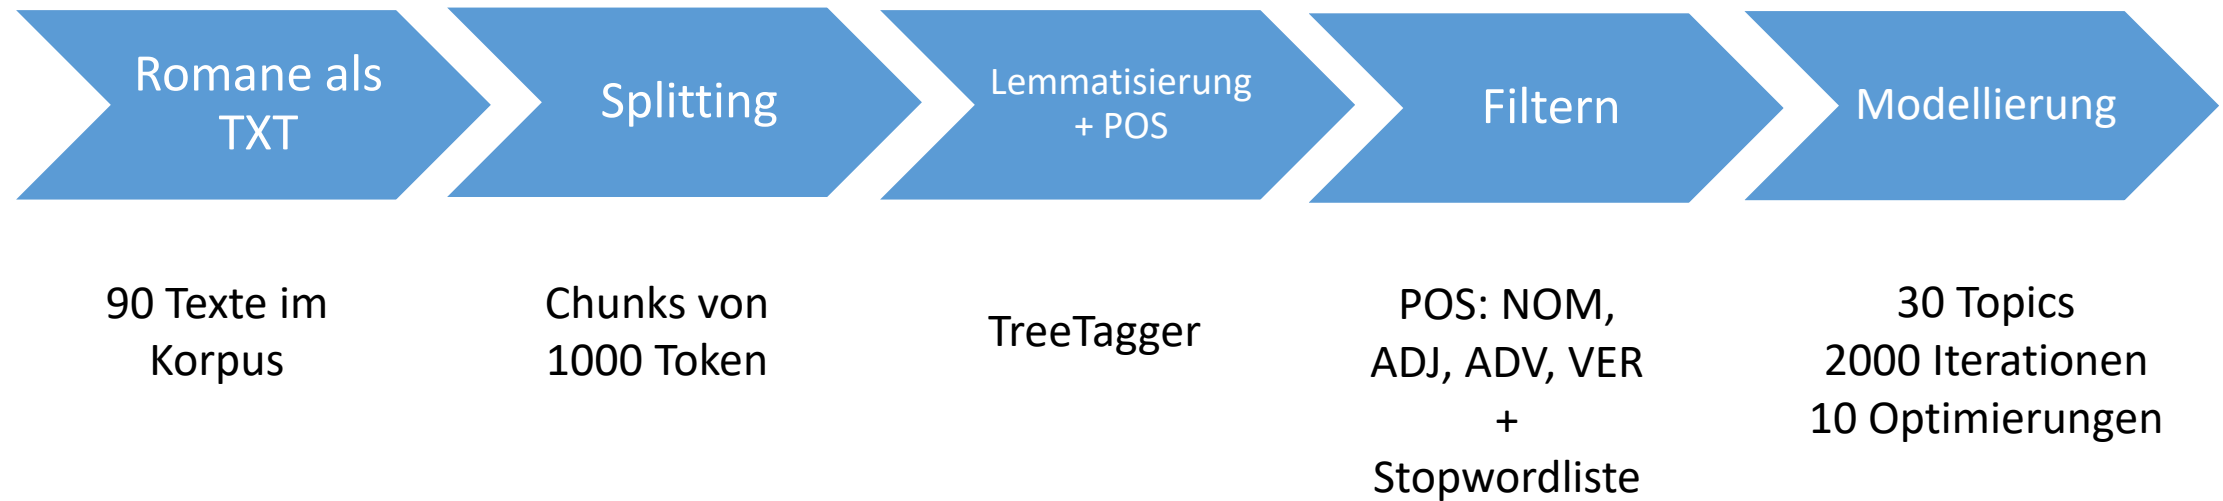 Romane als
TXT
Splitting
Lemmatisierung
+ POS
Filtern
Modellierung
90 Texte im
Korpus
Chunks von
1000 Token
TreeTagger
POS: NOM,
ADJ, ADV, VER
+
Stopwordliste
30 Topics
2000 Iterationen
10 Optimierungen